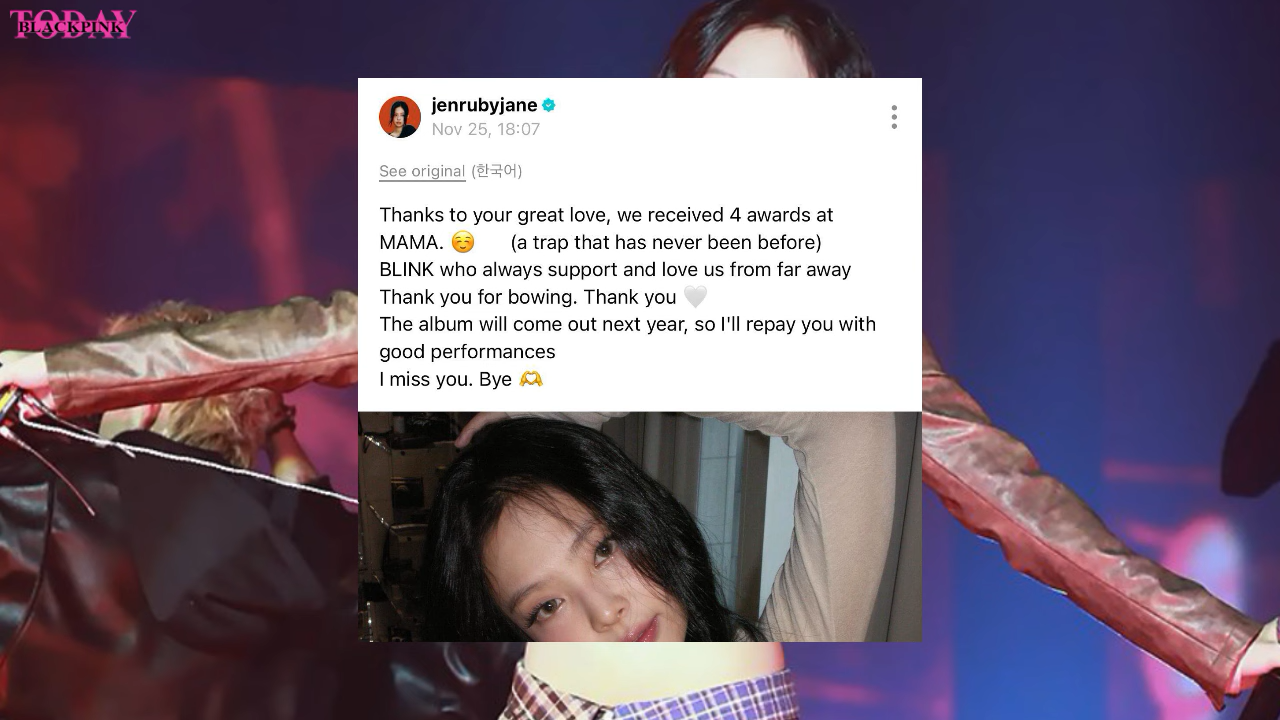 TODAY
BLACKPINK
jenrubyjane
Nov 25, 18:07
See original (한국어)
Thanks to your great love, we received 4 awards at
MAMA. ☺️ (a trap that has never been before)
BLINK who always support and love us from far away
Thank you for bowing. Thank you 🤍
The album will come out next year, so I'll repay you with
good performances
I miss you. Bye 🫶